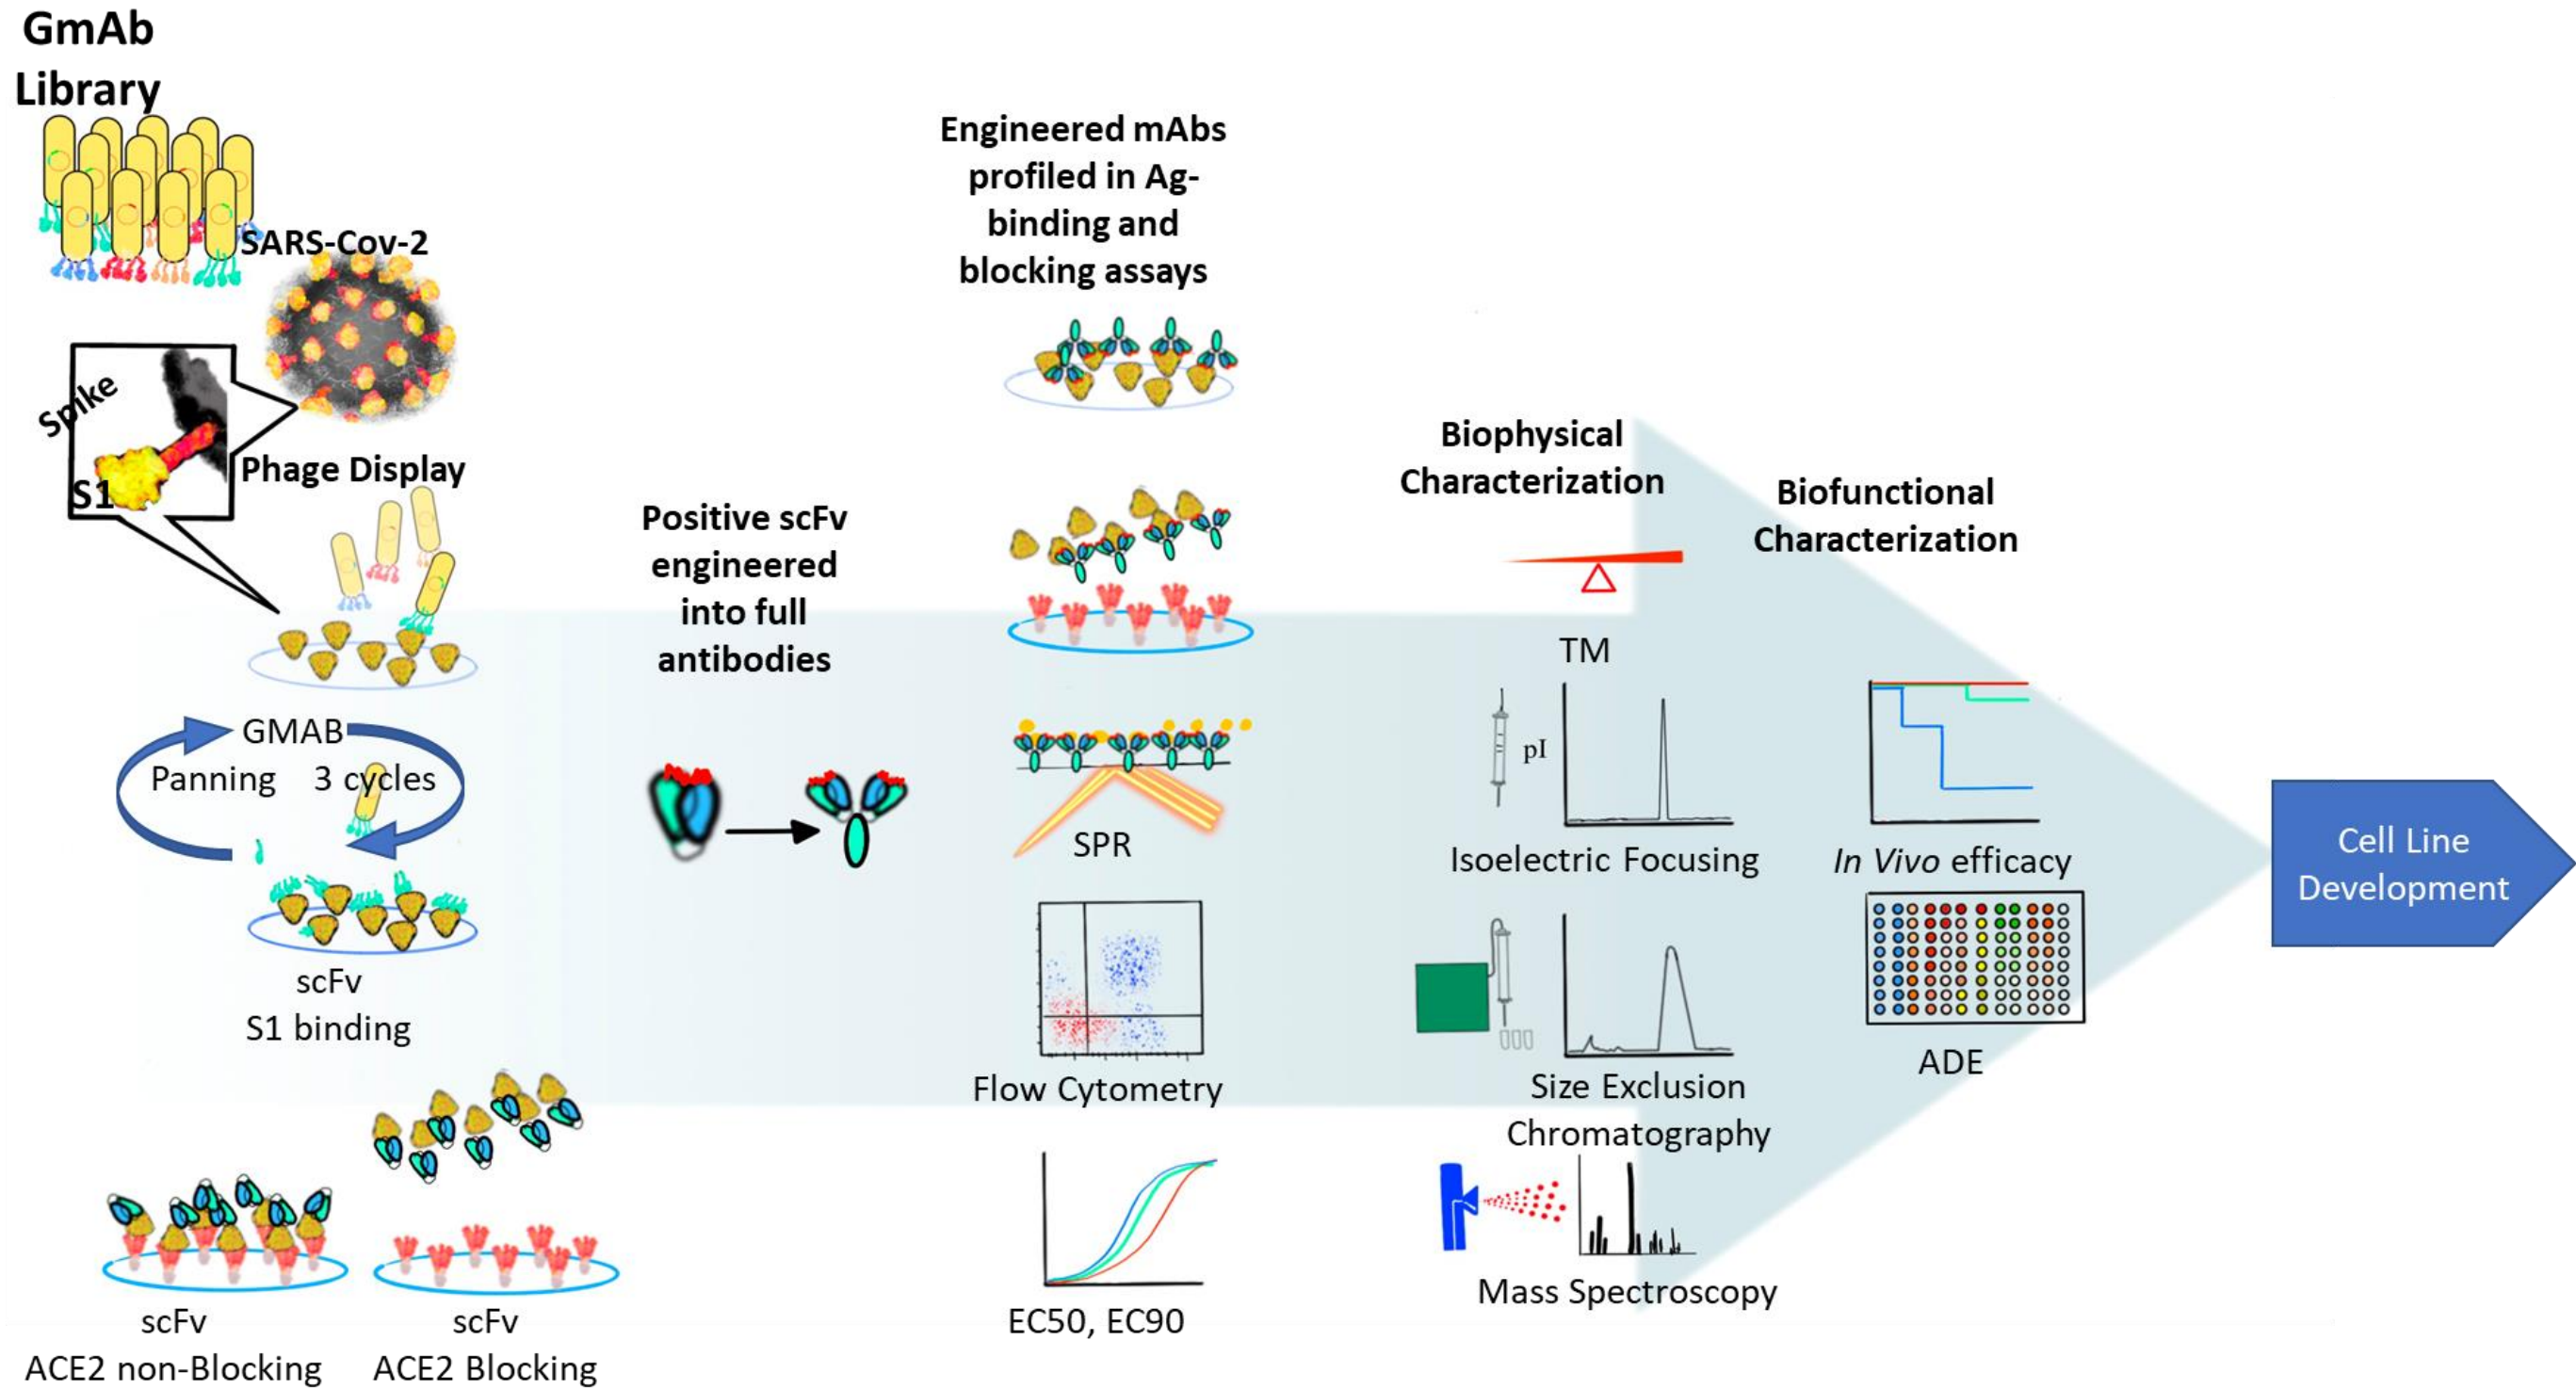 GmAb
Library
SARS-Cov-2
Spike
S1
Phage Display
GMAB
Panning 3 cycles
scFv
S1 binding
scFv
ACE2 non-Blocking
scFv
ACE2 Blocking
Positive scFv
engineered
into full
antibodies
Engineered mAbs
profiled in Ag-
binding and
blocking assays
SPR
Flow Cytometry
EC50, EC90
Biophysical
Characterization
TM
pI
Isoelectric Focusing
Size Exclusion
Chromatography
Mass Spectroscopy
Biofunctional
Characterization
In Vivo efficacy
ADE
Cell Line
Development